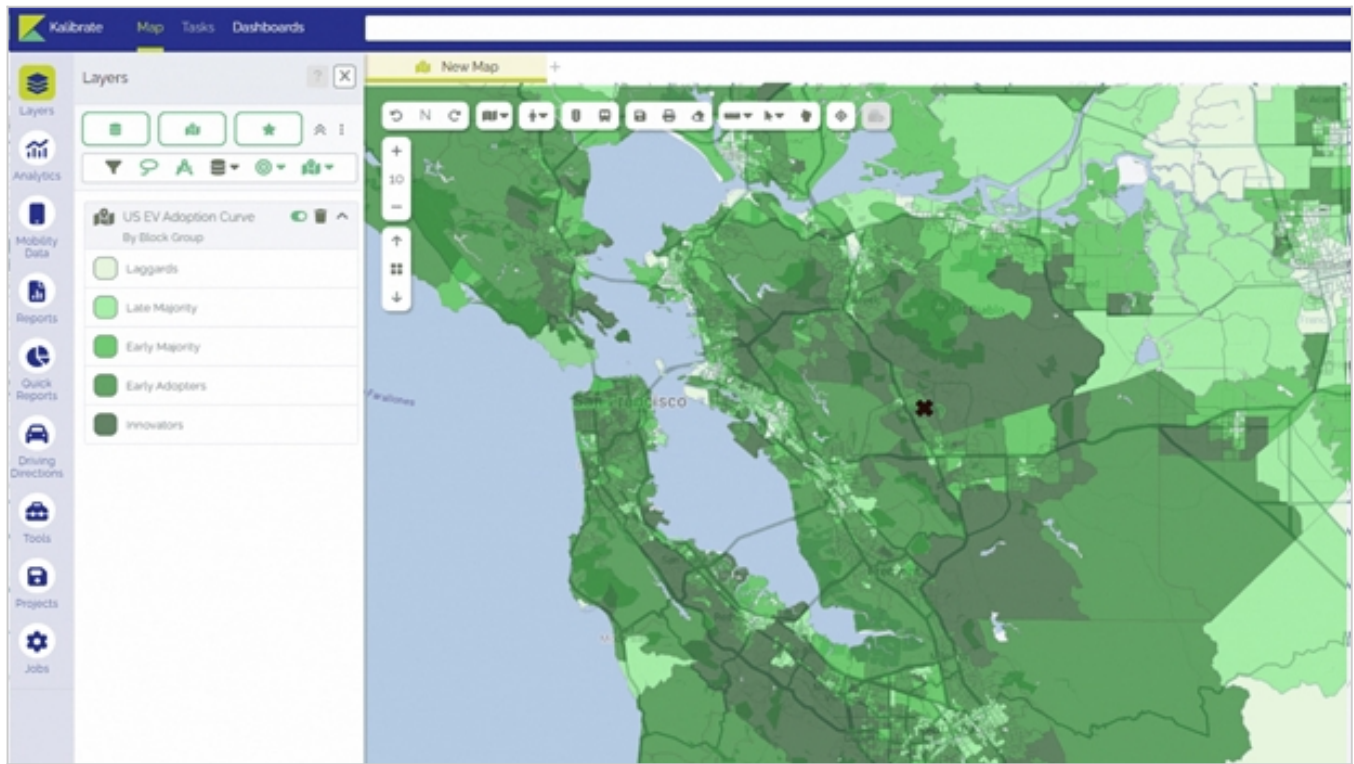 Kalibrate
Map Tasks Dashboards
Layers
?
New Map
+
Layers
Analytics
Mobility
Data
Reports
Quick
Reports
Driving
Directions
Tools
Projects
Jobs
US EV Adoption Curve
By Block Group
Laggards
Late Majority
Early Majority
Early Adopters
Innovators
N
+
10
−
Farallones
San Francisco